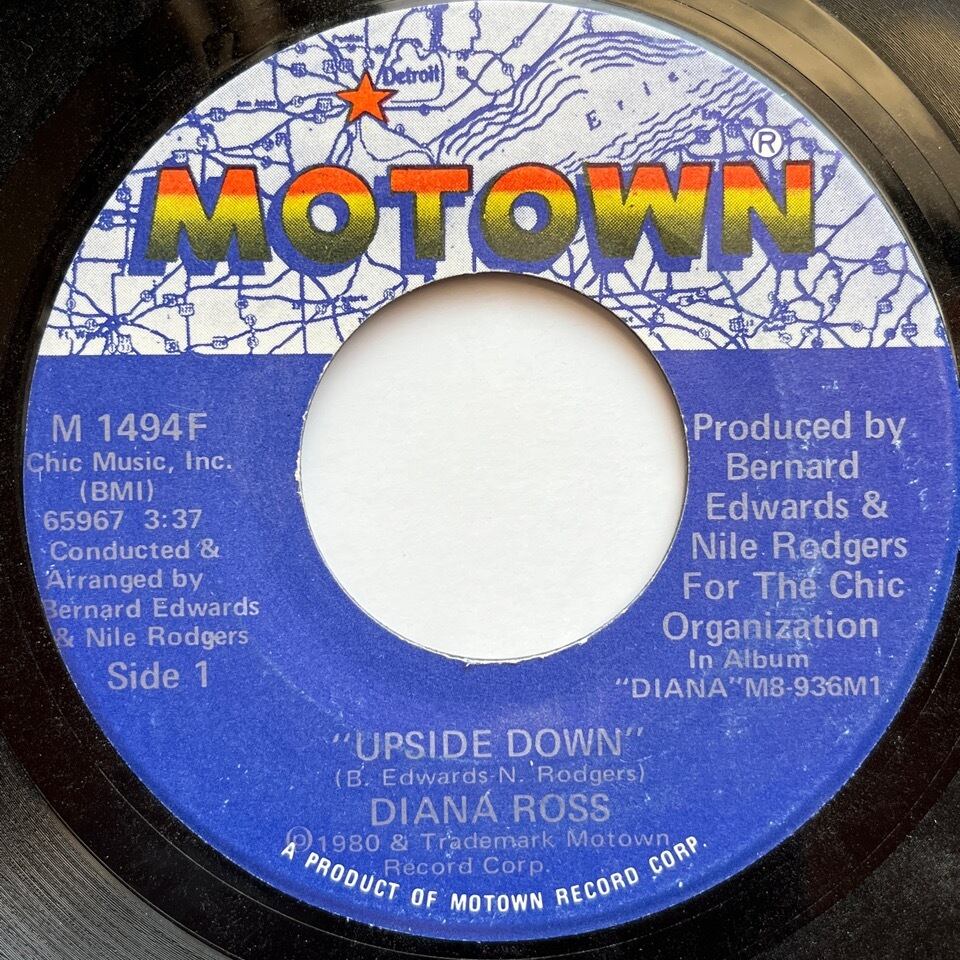 Detroit
E r i
MOTOWN®
M 1494F
Chic Music, Inc.
(BMI)
65967 3:37
Conducted &
Arranged by
Bernard Edwards
& Nile Rodgers
Side 1
Produced by
Bernard
Edwards &
Nile Rodgers
For The Chic
Organization
In Album
"DIANA" M8-936M1
"UPSIDE DOWN"
(B. Edwards-N. Rodgers)
DIANA ROSS
℗1980 & Trademark Motown
Record Corp.
A PRODUCT OF MOTOWN RECORD CORP.